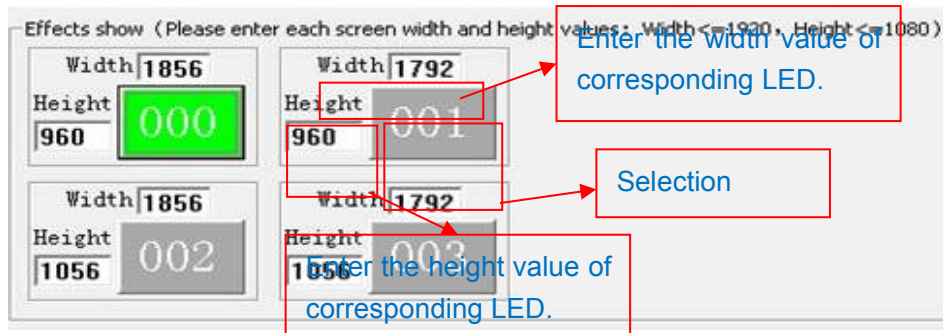 Effects show (Please enter each screen width and height values: Width<=1920, Height<=1080)
Enter the width value of
corresponding LED.
Width 1856
Width 1792
Height
000
Height
001
960
960
Selection
Width 1856
Width 1792
Height
002
Height
003
1056
1056
Enter the height value of
corresponding LED.